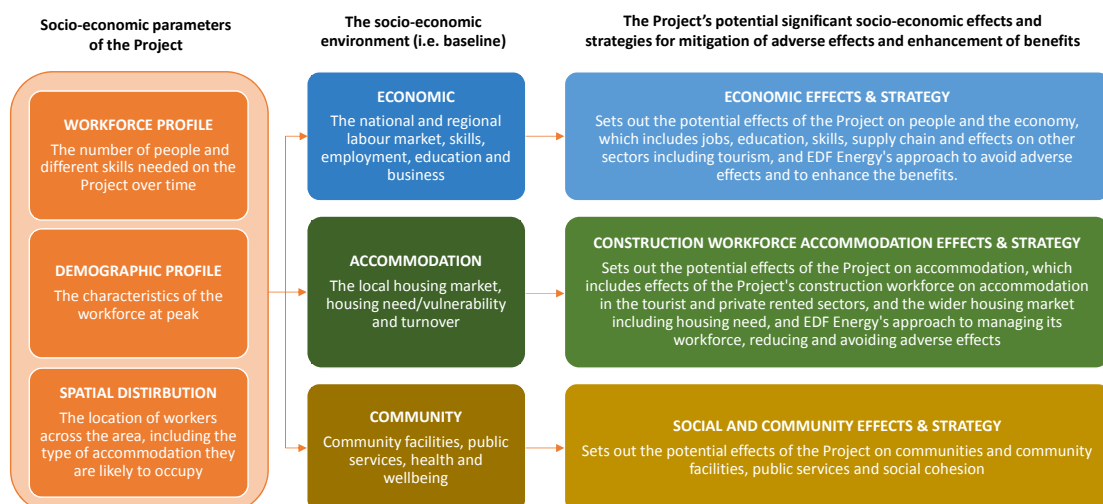 Socio-economic parameters
of the Project
The socio-economic
environment (i.e. baseline)
The Project's potential significant socio-economic effects and
strategies for mitigation of adverse effects and enhancement of benefits
WORKFORCE PROFILE
The number of people and
different skills needed on the
Project over time
DEMOGRAPHIC PROFILE
The characteristics of the
workforce at peak
SPATIAL DISTIRBUTION
The location of workers
across the area, including the
type of accommodation they
are likely to occupy
ECONOMIC
The national and regional
labour market, skills,
employment, education and
business
ACCOMMODATION
The local housing market,
housing need/vulnerability
and turnover
COMMUNITY
Community facilities, public
services, health and
wellbeing
ECONOMIC EFFECTS & STRATEGY
Sets out the potential effects of the Project on people and the economy,
which includes jobs, education, skills, supply chain and effects on other
sectors including tourism, and EDF Energy's approach to avoid adverse
effects and to enhance the benefits.
CONSTRUCTION WORKFORCE ACCOMMODATION EFFECTS & STRATEGY
Sets out the potential effects of the Project on accommodation, which
includes effects of the Project's construction workforce on accommodation
in the tourist and private rented sectors, and the wider housing market
including housing need, and EDF Energy's approach to managing its
workforce, reducing and avoiding adverse effects
SOCIAL AND COMMUNITY EFFECTS & STRATEGY
Sets out the potential effects of the Project on communities and community
facilities, public services and social cohesion